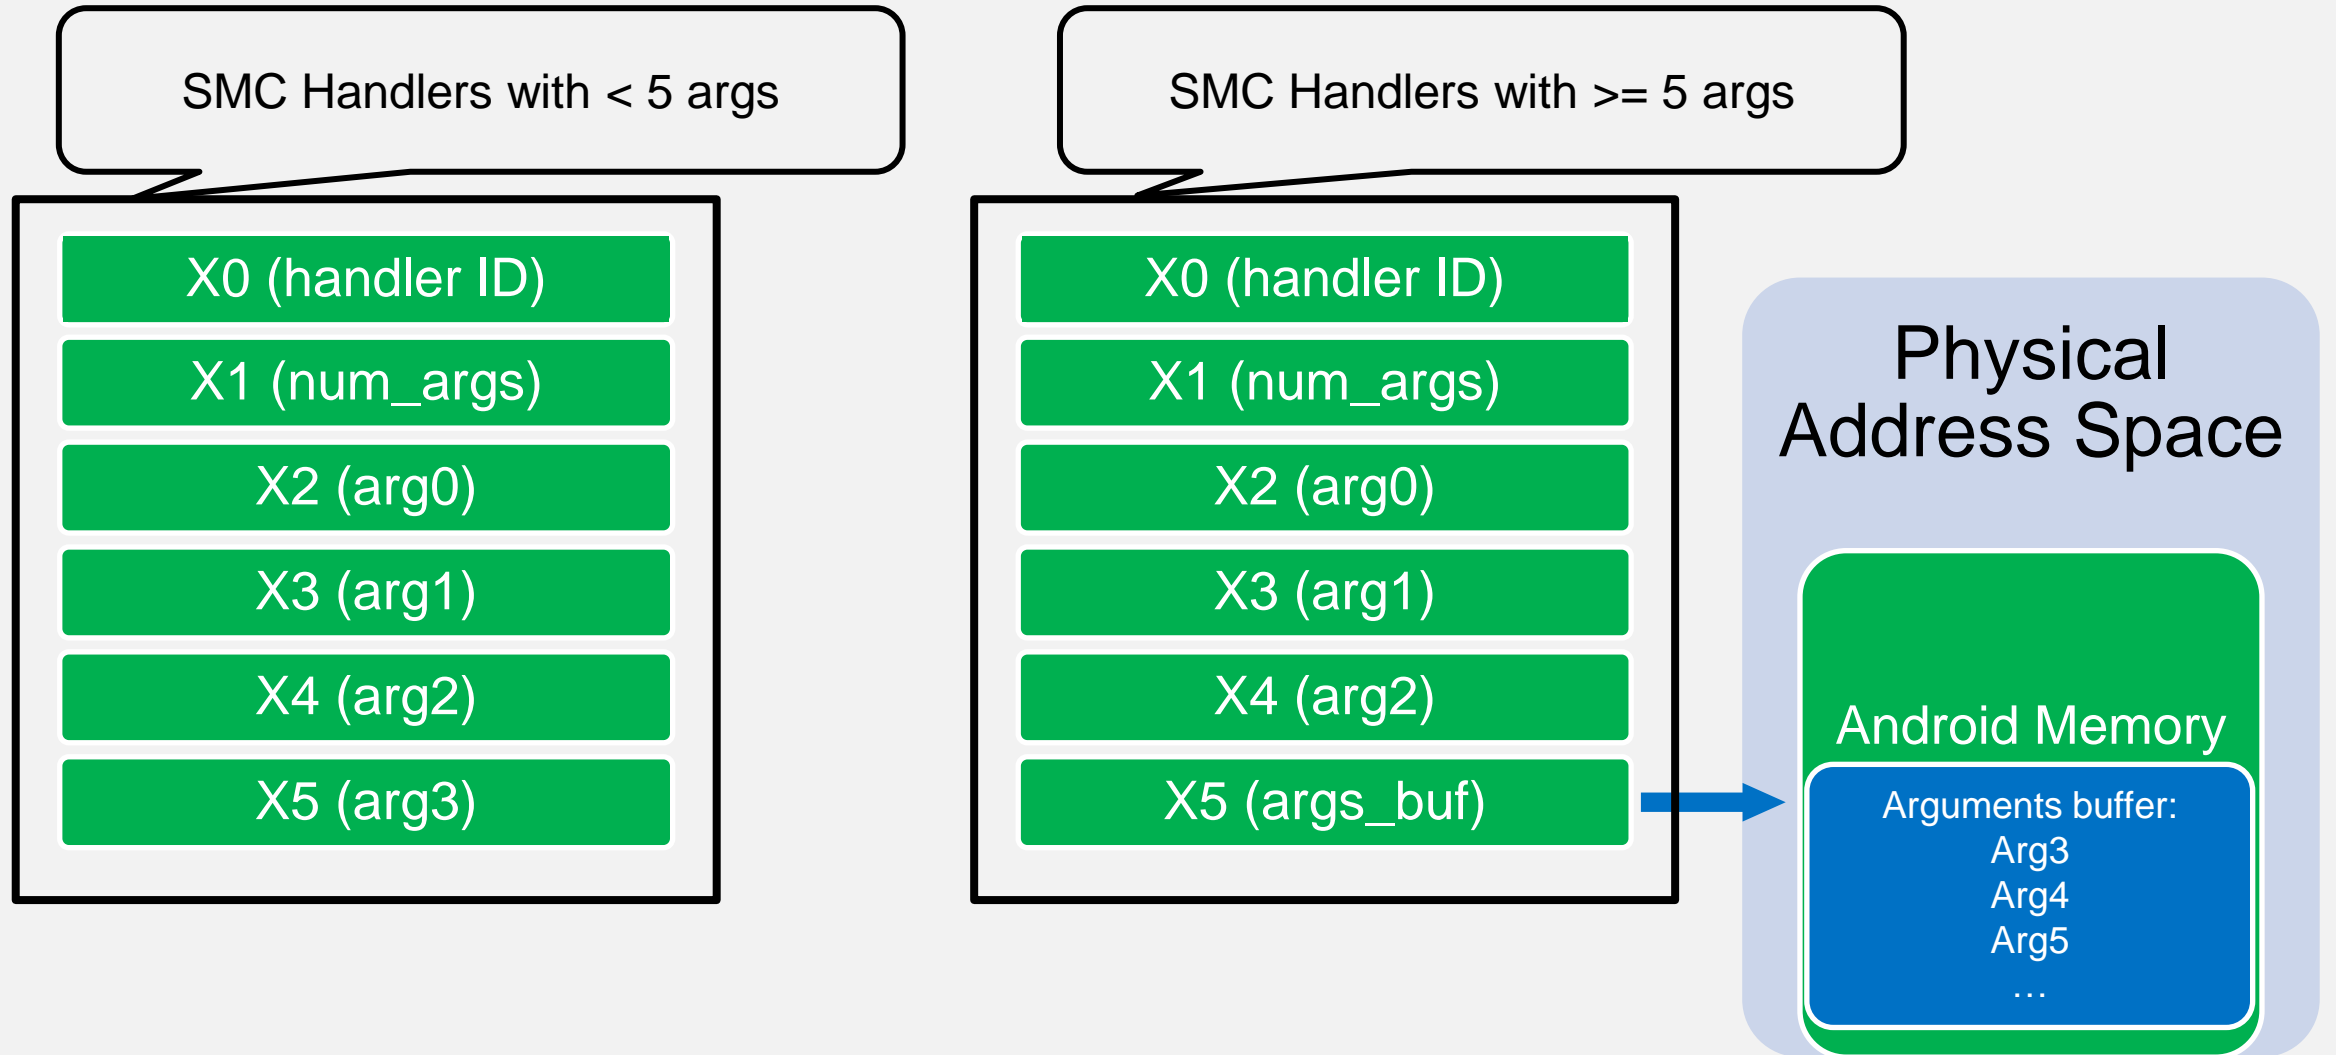 SMC Handlers with < 5 args
X0 (handler ID)
X1 (num_args)
X2 (arg0)
X3 (arg1)
X4 (arg2)
X5 (arg3)
SMC Handlers with >= 5 args
X0 (handler ID)
X1 (num_args)
X2 (arg0)
X3 (arg1)
X4 (arg2)
X5 (args_buf)
Physical
Address Space
Android Memory
Arguments buffer:
Arg3
Arg4
Arg5
…